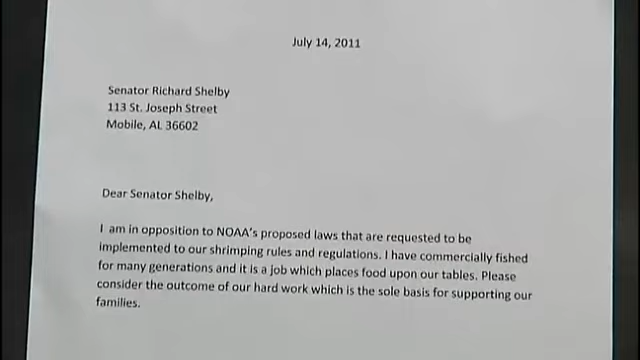 July 14, 2011
Senator Richard Shelby
113 St. Joseph Street
Mobile, AL 36602
Dear Senator Shelby,
I am in opposition to NOAA's proposed laws that are requested to be
implemented to our shrimping rules and regulations. I have commercially fished
for many generations and it is a job which places food upon our tables. Please
consider the outcome of our hard work which is the sole basis for supporting our
families.